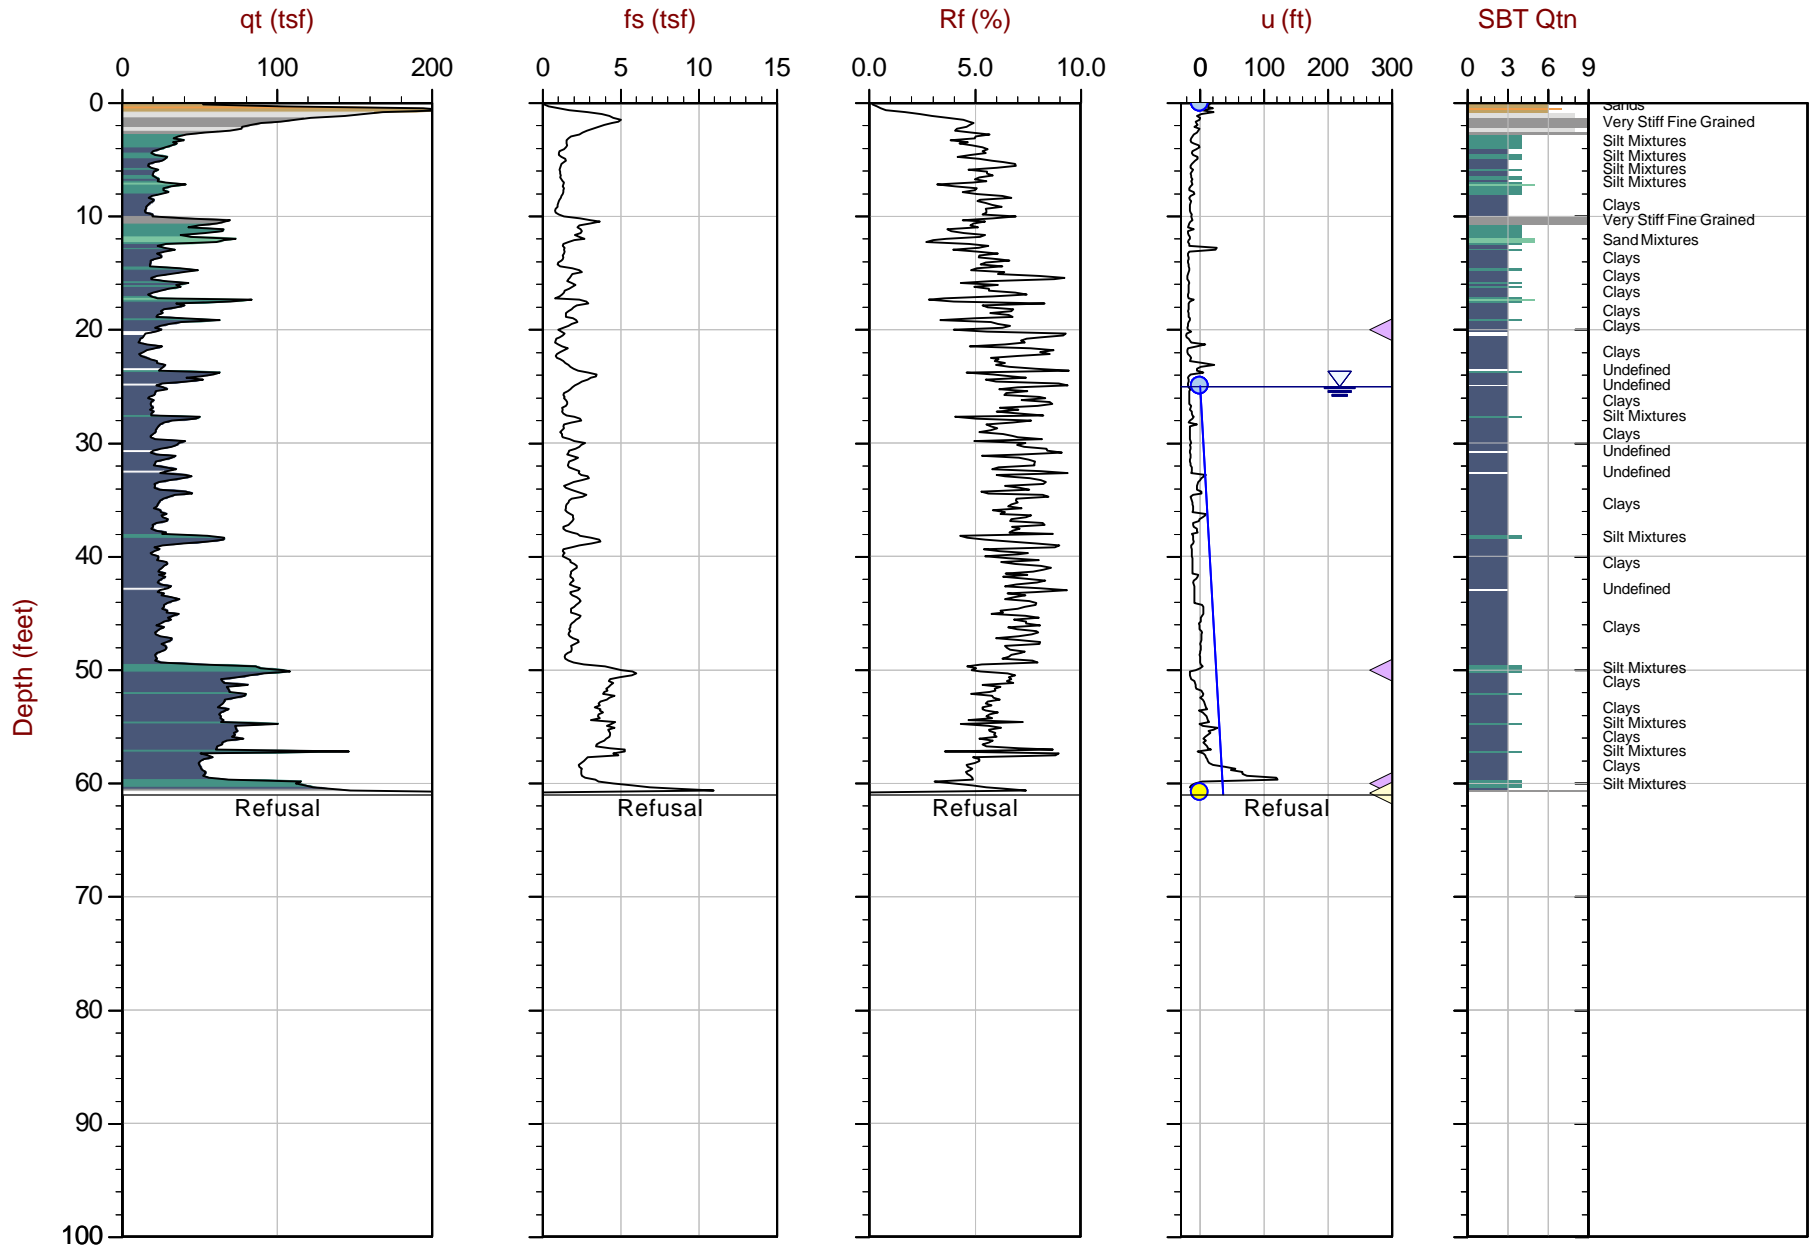 qt (tsf) fs (tsf) Rf (%) u (ft) SBT Qtn
0 100 200 0 5 10 15 0.0 5.0 10.0 0 100 200 300 0 3 6 9
0
Sands
Very Stiff Fine Grained
Silt Mixtures
Silt Mixtures
Silt Mixtures
Silt Mixtures
Clays
10
Very Stiff Fine Grained
Sand Mixtures
Clays
Clays
Clays
Clays
Clays
20
Clays
Undefined
Undefined
Clays
Silt Mixtures
Clays
30
Undefined
Undefined
Clays
Silt Mixtures
40
Clays
Undefined
Clays
Depth (feet)
Silt Mixtures
50
Clays
Clays
Silt Mixtures
Clays
Silt Mixtures
Clays
60
Silt Mixtures
Refusal Refusal Refusal Refusal
70
80
90
100